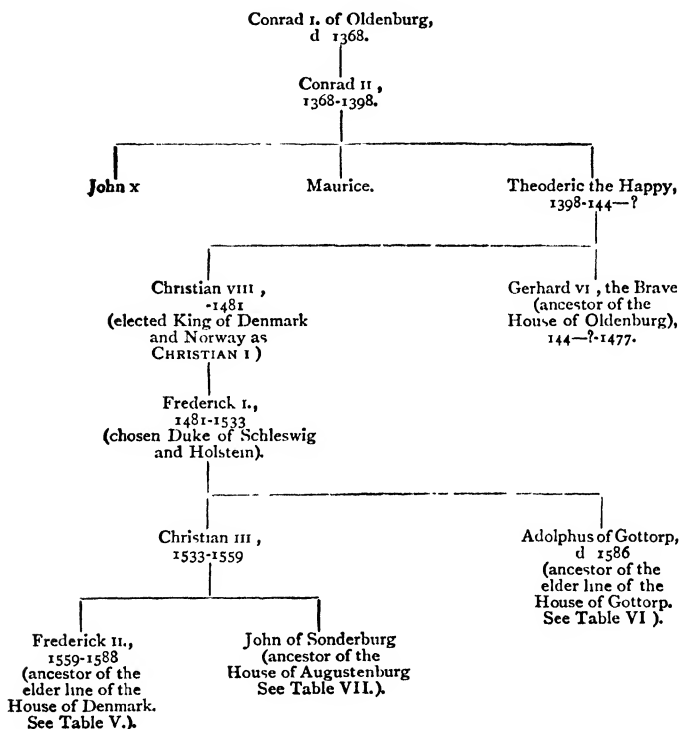 Conrad I. of Oldenburg,
d 1368.
Conrad II ,
1368-1398.
John x
Maurice.
Theoderic the Happy,
1398-144—?
Christian VIII ,
-1481
(elected King of Denmark
and Norway as
CHRISTIAN I )
Gerhard VI , the Brave
(ancestor of the
House of Oldenburg),
144—?-1477.
Frederick I.,
1481-1533
(chosen Duke of Schleswig
and Holstein).
Christian III ,
1533-1559
Adolphus of Gottorp,
d 1586
(ancestor of the
elder line of the
House of Gottorp.
See Table VI ).
Frederick II.,
1559-1588
(ancestor of the
elder line of the
House of Denmark.
See Table V.).
John of Sonderburg
(ancestor of the
House of Augustenburg
See Table VII.).